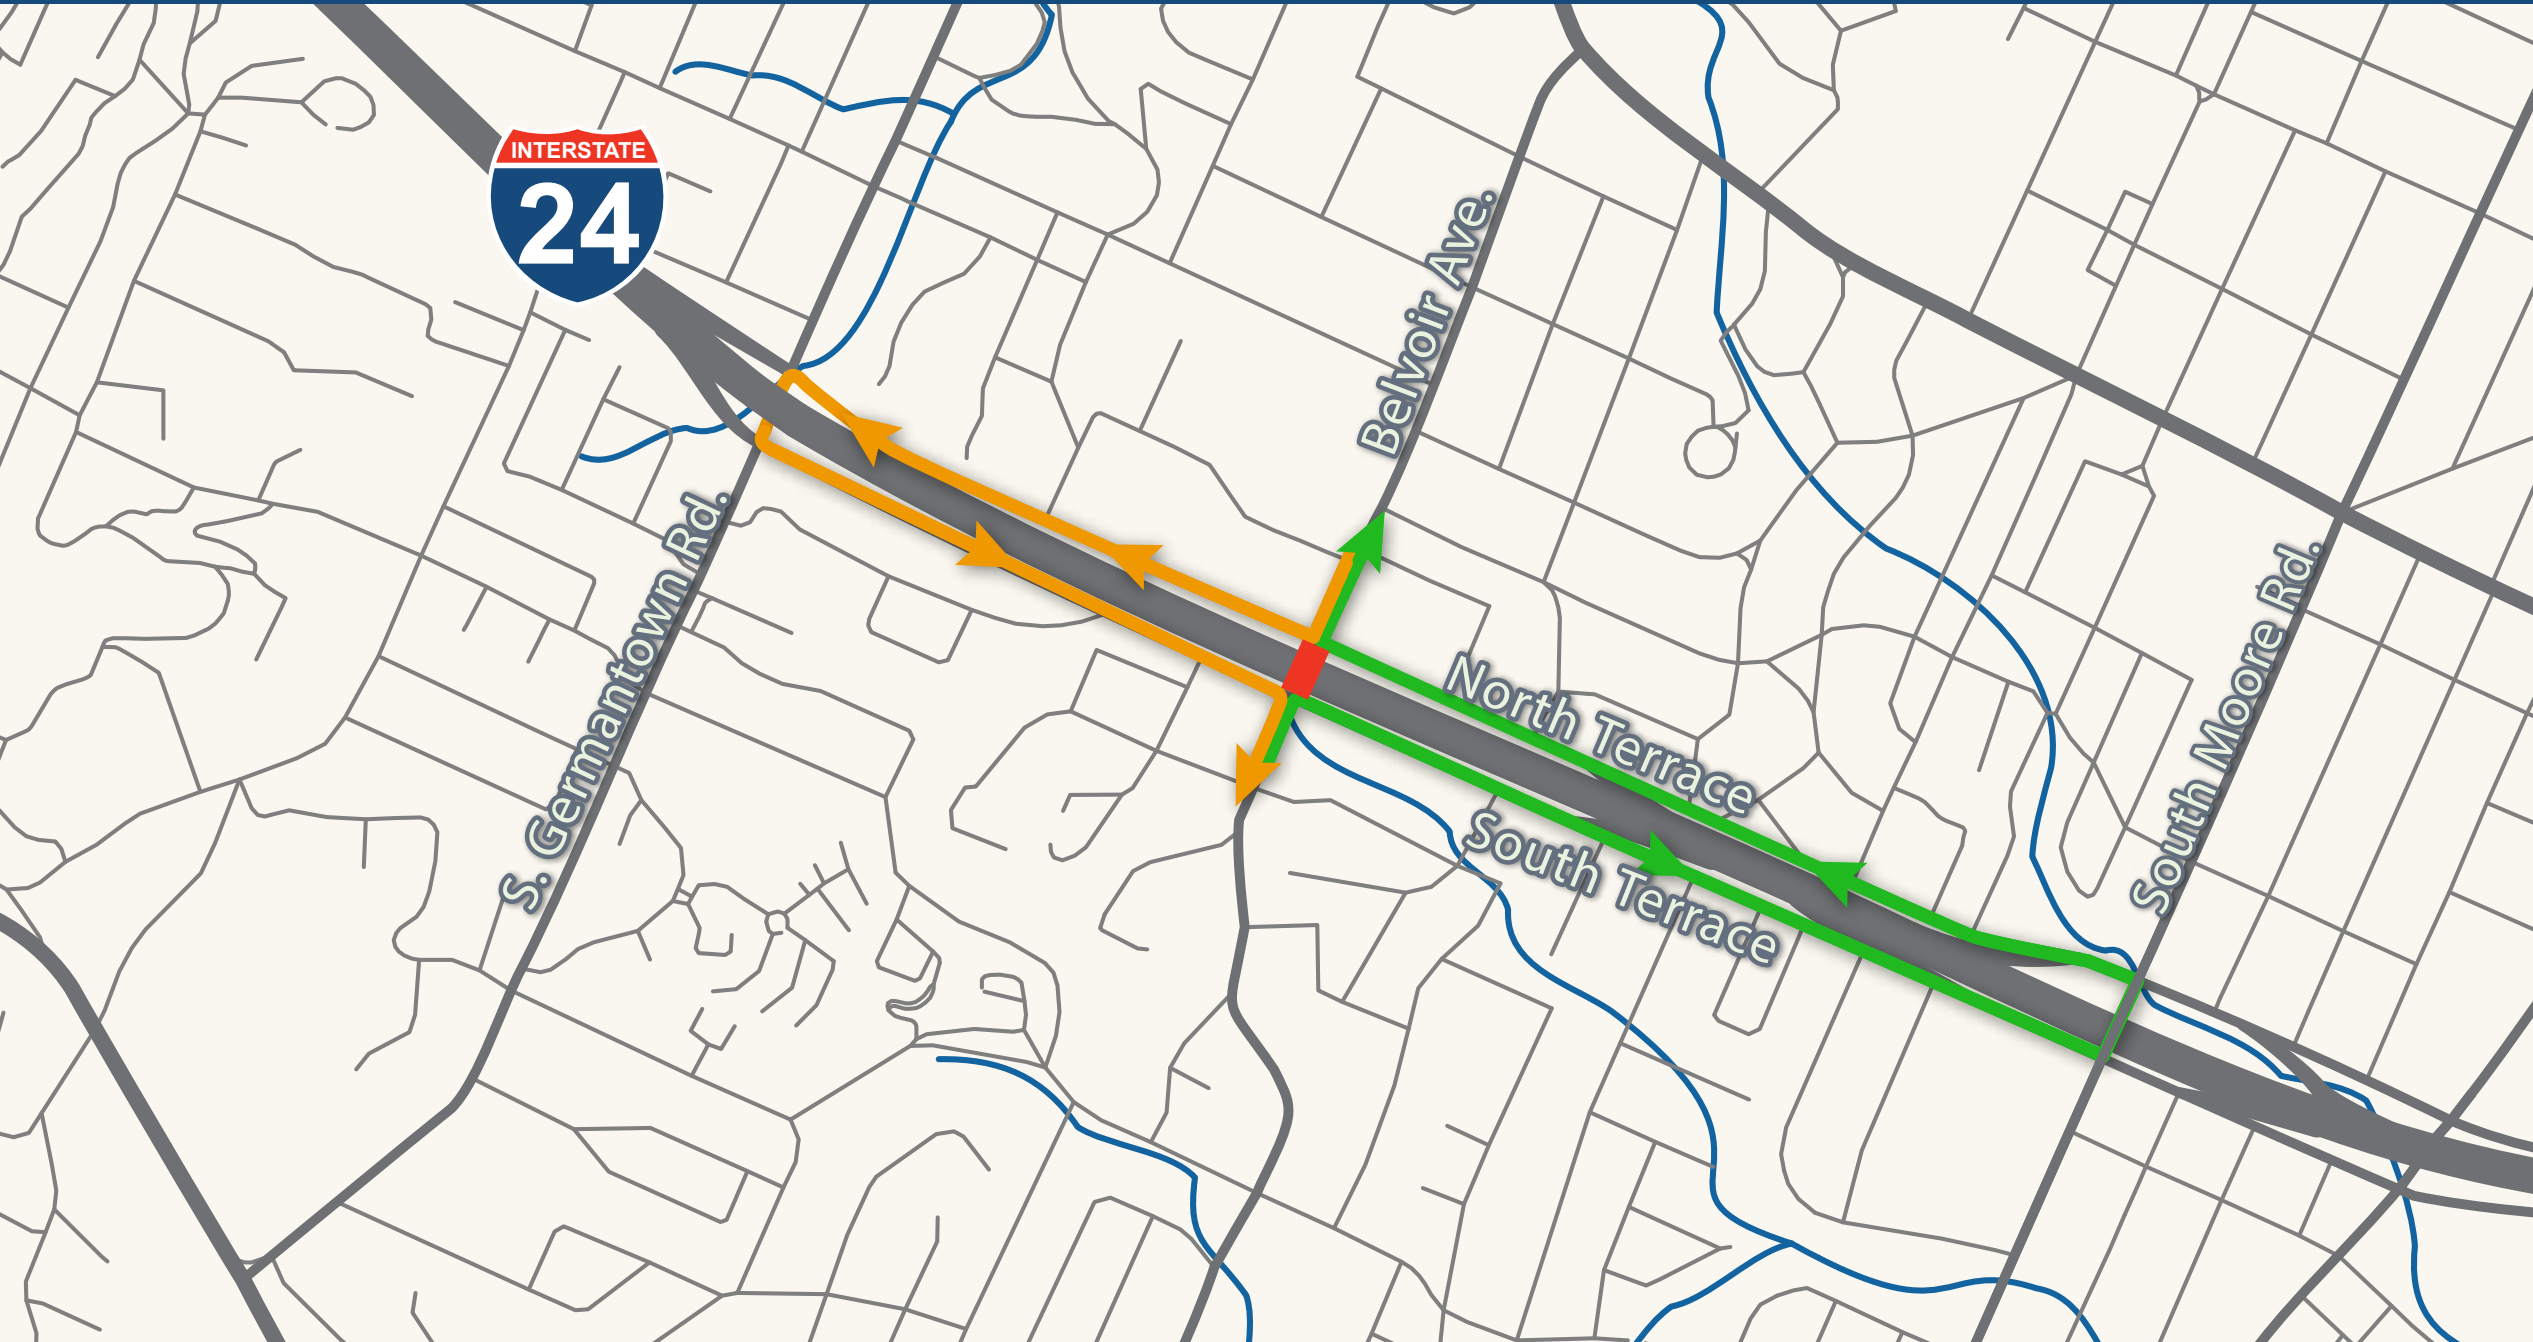 INTERSTATE
24
Belvoir Ave.
S. Germantown Rd.
North Terrace
South Terrace
South Moore Rd.